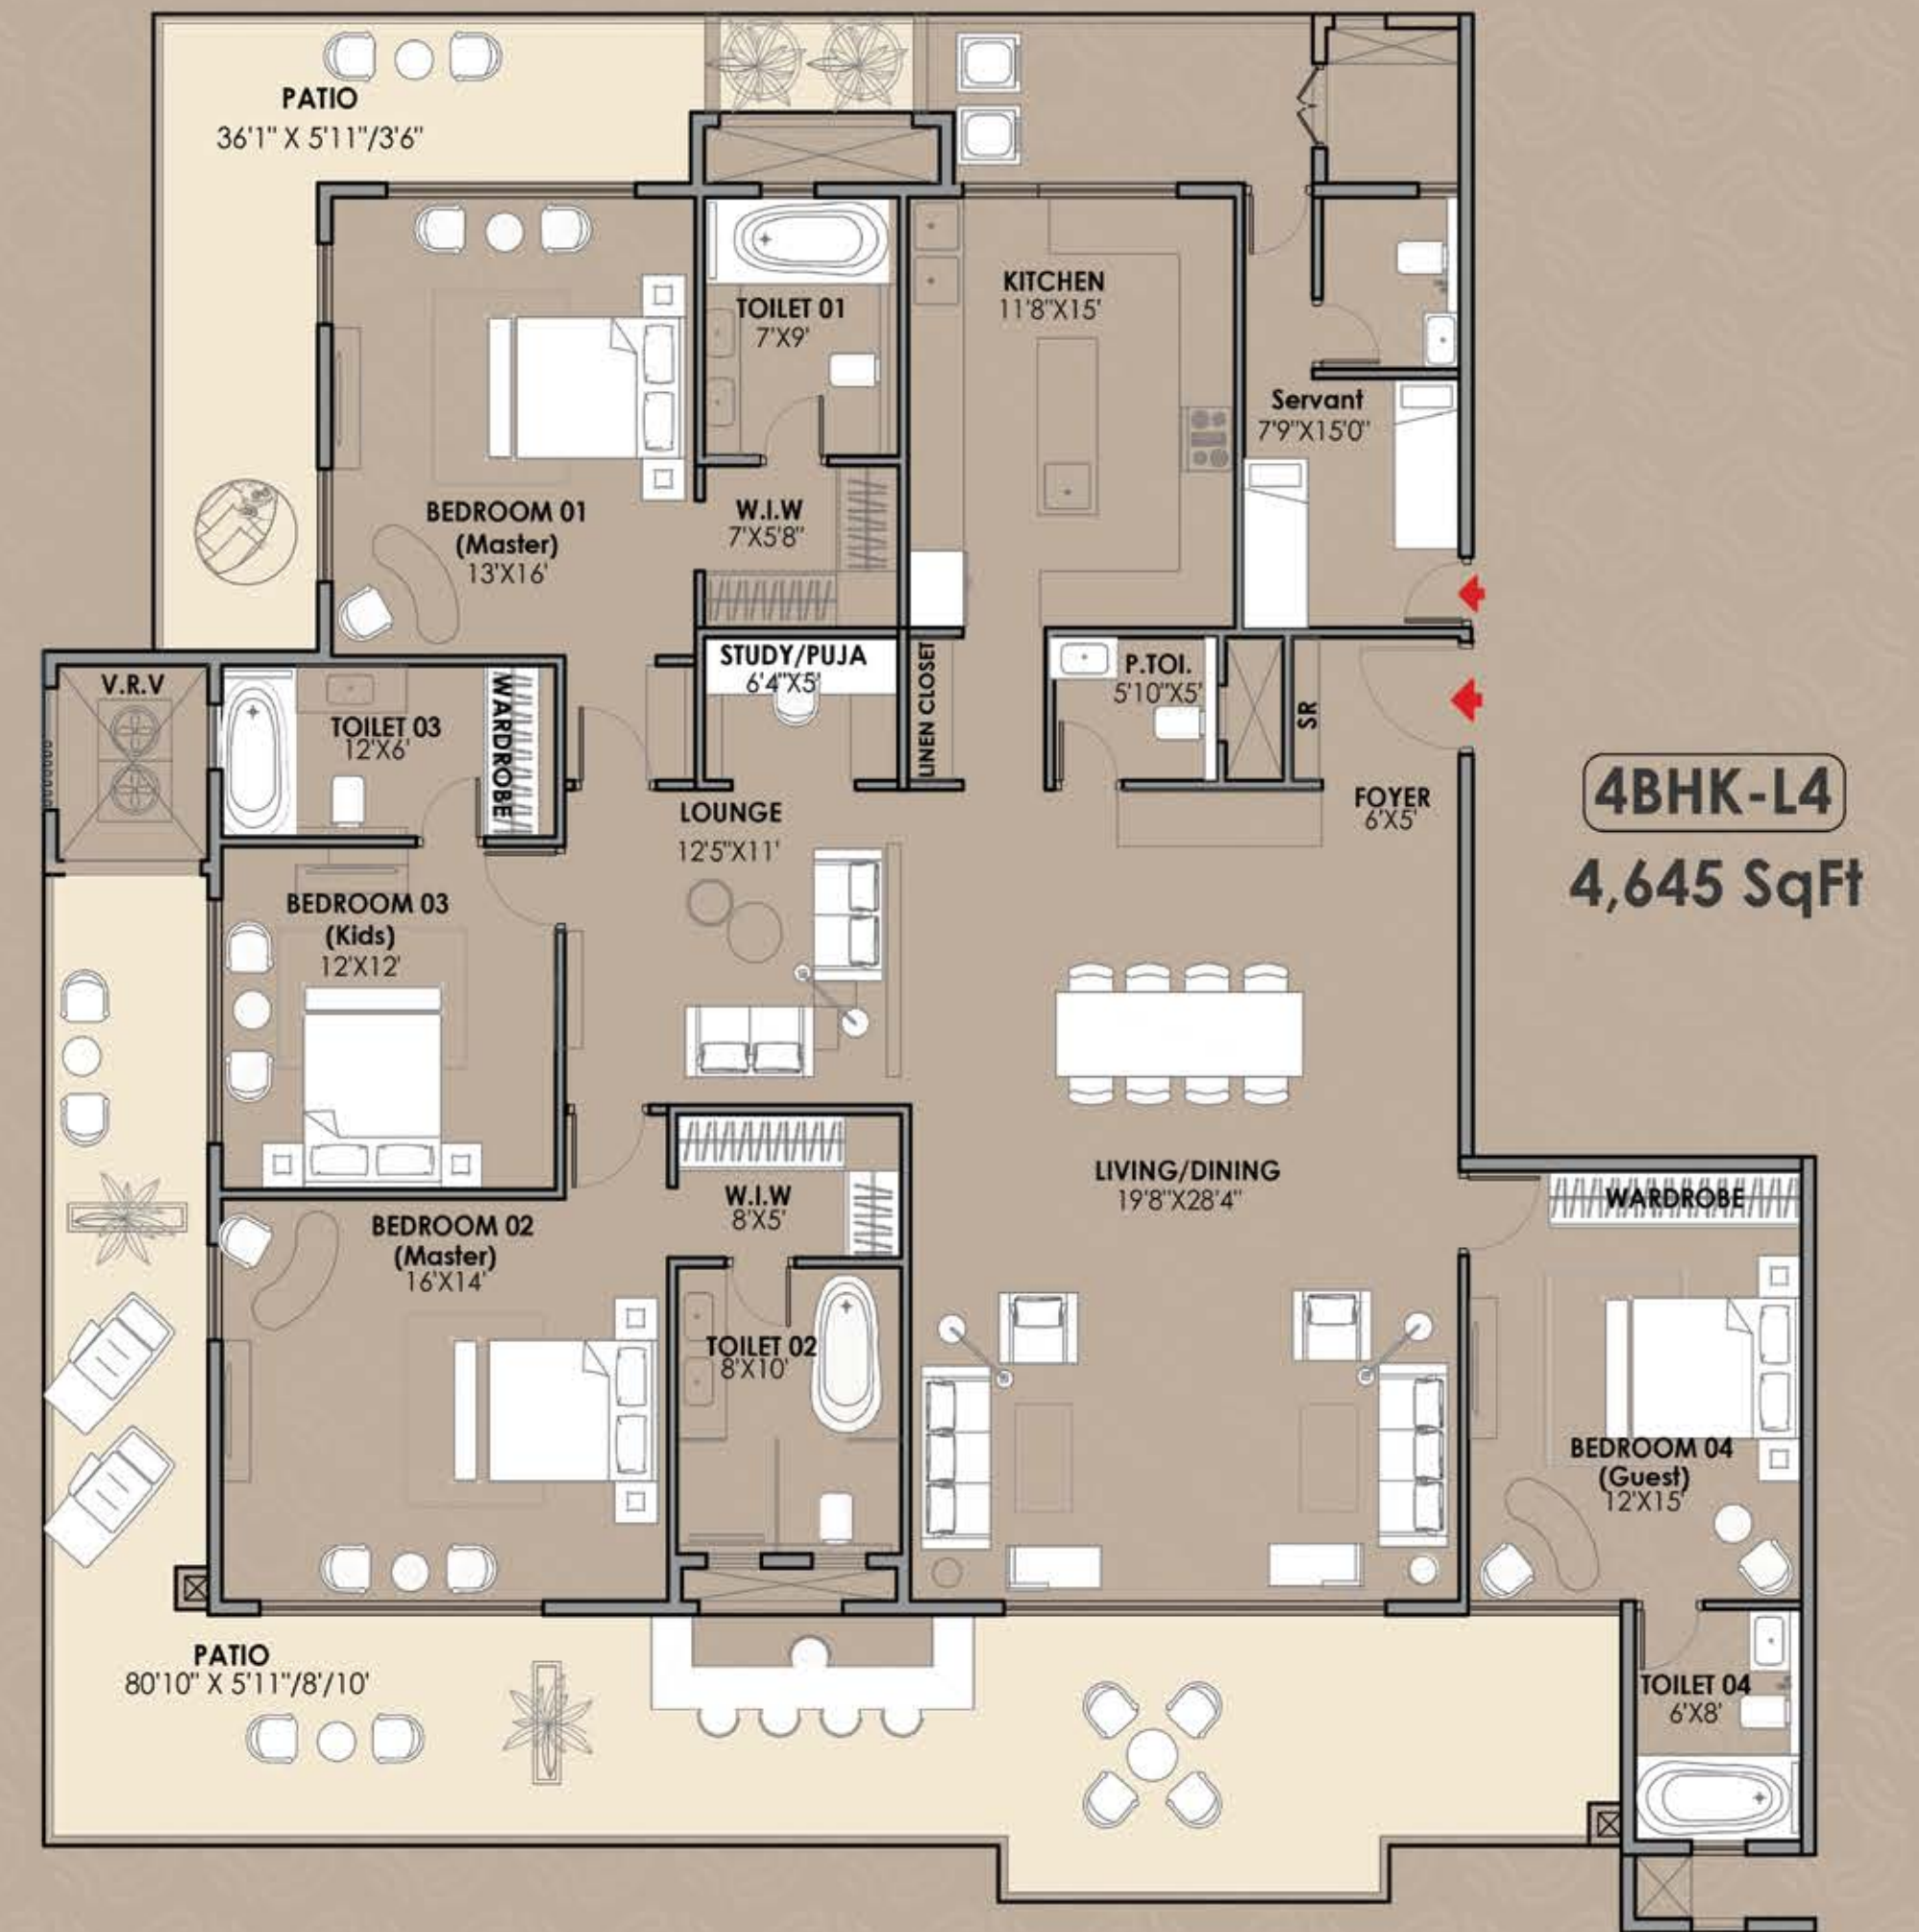 PATIO
36'1" X 5'11"/3'6"
KITCHEN
11'8"X15'
TOILET 01
7'X9'
Servant
7'9"X15'0"
BEDROOM 01
(Master)
13'X16'
W.I.W
7'X5'8"
STUDY/PUJA
6'4"X5'
LINEN CLOSET
P.TOI.
5'10"X5'
SR
V.R.V
TOILET 03
12'X6'
WARDROBE
LOUNGE
12'5"X11'
FOYER
6'X5'
4BHK-L4
4,645 SqFt
BEDROOM 03
(Kids)
12'X12'
LIVING/DINING
19'8"X28'4"
W.I.W
8'X5'
WARDROBE
BEDROOM 02
(Master)
16'X14'
TOILET 02
8'X10'
BEDROOM 04
(Guest)
12'X15'
PATIO
80'10" X 5'11"/8'/10'
TOILET 04
6'X8'